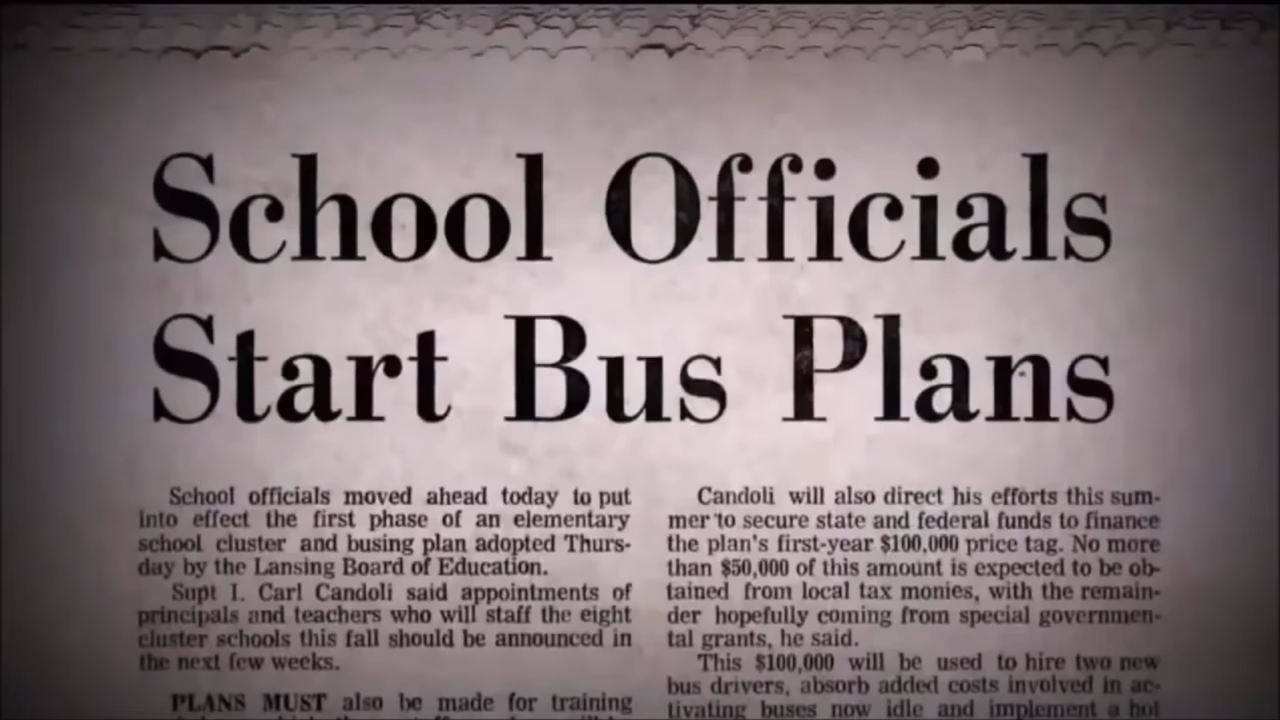 School Officials
Start Bus Plans
School officials moved ahead today to put
into effect the first phase of an elementary
school cluster and busing plan adopted Thurs-
day by the Lansing Board of Education.
Supt I. Carl Candoli said appointments of
principals and teachers who will staff the eight
cluster schools this fall should be announced in
the next few weeks.
PLANS MUST also be made for training
Candoli will also direct his efforts this sum-
mer to secure state and federal funds to finance
the plan's first-year $100,000 price tag. No more
than $50,000 of this amount is expected to be ob-
tained from local tax monies, with the remain-
der hopefully coming from special governmen-
tal grants, he said.
This $100,000 will be used to hire two new
bus drivers, absorb added costs involved in ac-
tivating buses now idle and implement a hot